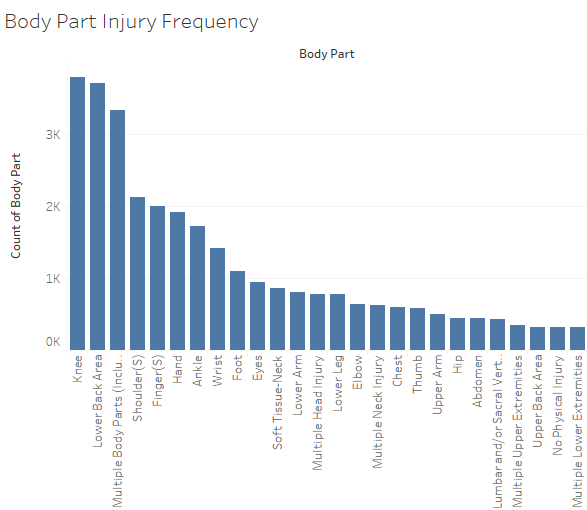 Body Part Injury Frequency
Body Part
Count of Body Part
3K
2K
1K
0K
Knee
Lower Back Area
Multiple Body Parts (Inclu..
Shoulder(S)
Finger(S)
Hand
Ankle
Wrist
Foot
Eyes
Soft Tissue-Neck
Lower Arm
Multiple Head Injury
Lower Leg
Elbow
Multiple Neck Injury
Chest
Thumb
Upper Arm
Hip
Abdomen
Lumbar and/or Sacral Vert..
Multiple Upper Extremities
Upper Back Area
No Physical Injury
Multiple Lower Extremities